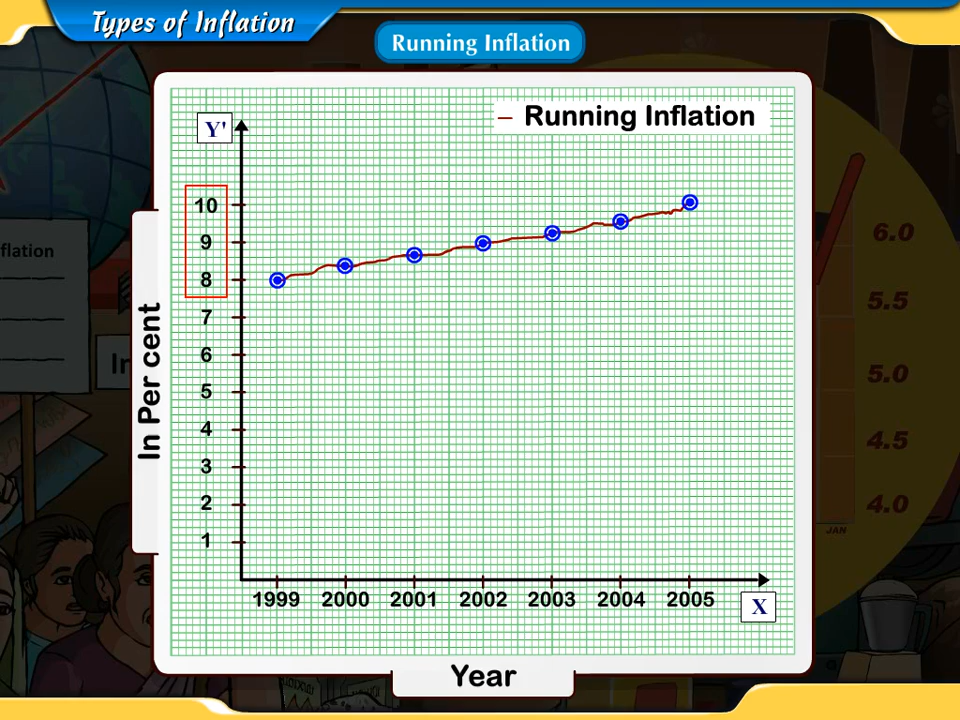 Types of Inflation
Running Inflation
– Running Inflation
Y'
10
9
8
7
6
5
4
3
2
1
In Per cent
1999 2000 2001 2002 2003 2004 2005
X
Year
flation
In
6.0
5.5
5.0
4.5
4.0
JAN